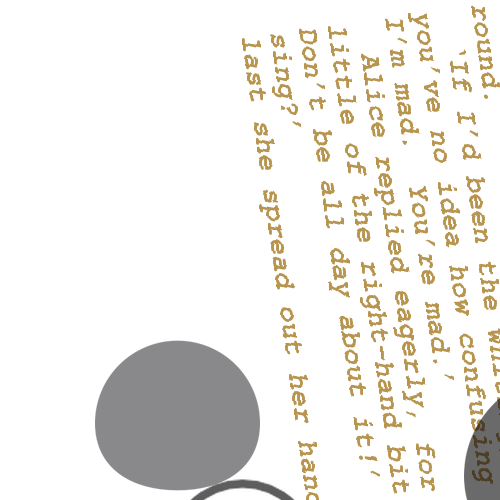 round.
`If I'd been the
you've no idea how confusing
I'm mad. you're mad.'
Alice replied eagerly, for
little of the right-hand bit
Don't be all day about it!'
sing?'
last she spread out her hand